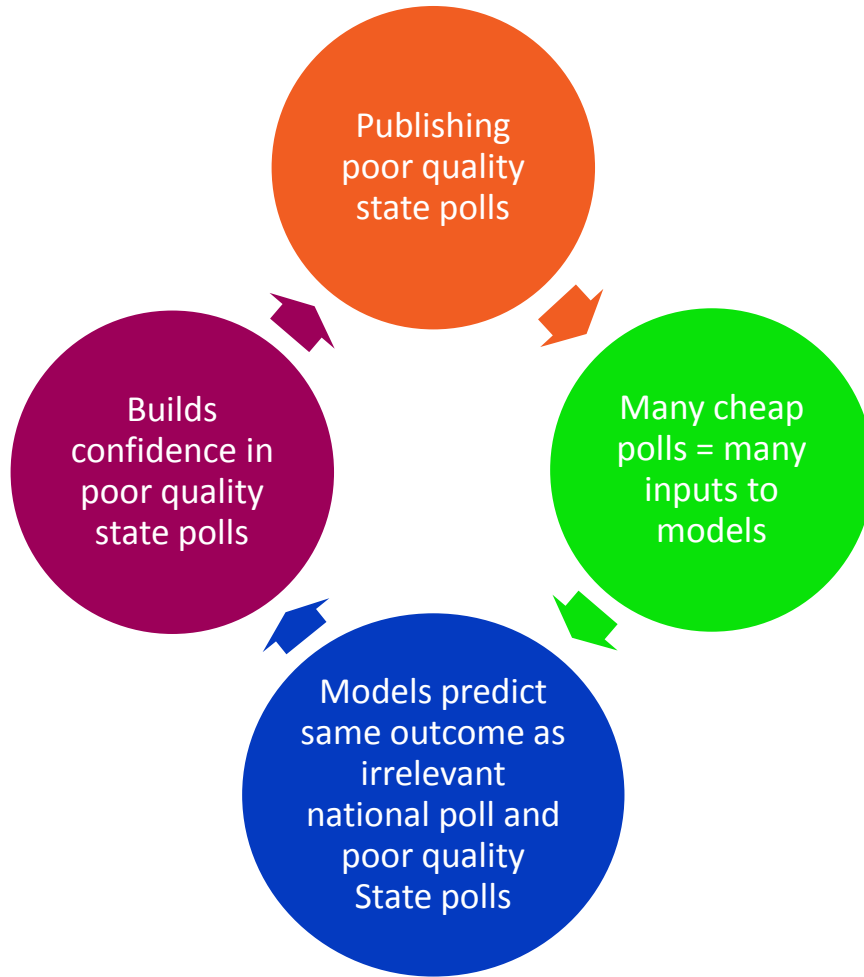 Publishing
poor quality
state polls
Many cheap
polls = many
inputs to
models
Models predict
same outcome as
irrelevant
national poll and
poor quality
State polls
Builds
confidence in
poor quality
state polls